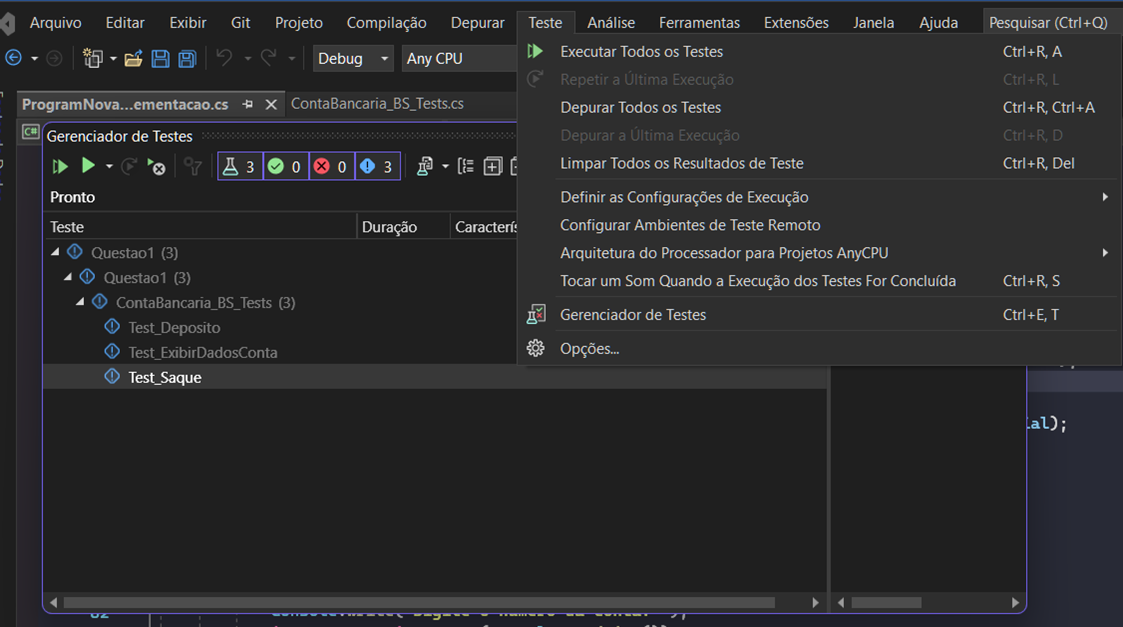 Arquivo Editar Exibir Git Projeto Compilação Depurar Teste Análise Ferramentas Extensões Janela Ajuda Pesquisar (Ctrl+Q)
Debug Any CPU
ProgramNova...ementacao.cs ContaBancaria_BS_Tests.cs
C#
Gerenciador de Testes
3 0 0 3
Pronto
Teste Duração
Questao1 (3)
Questao1 (3)
ContaBancaria_BS_Tests (3)
Test_Deposito
Test_ExibirDadosConta
Test_Saque
Executar Todos os Testes Ctrl+R, A
Repetir a Última Execução Ctrl+R, L
Depurar Todos os Testes Ctrl+R, Ctrl+A
Depurar a Última Execução Ctrl+R, D
Limpar Todos os Resultados de Teste Ctrl+R, Del
Definir as Configurações de Execução
Configurar Ambientes de Teste Remoto
Arquitetura do Processador para Projetos AnyCPU
Tocar um Som Quando a Execução dos Testes For Concluída Ctrl+R, S
Gerenciador de Testes Ctrl+E, T
Opções...
ial);
82